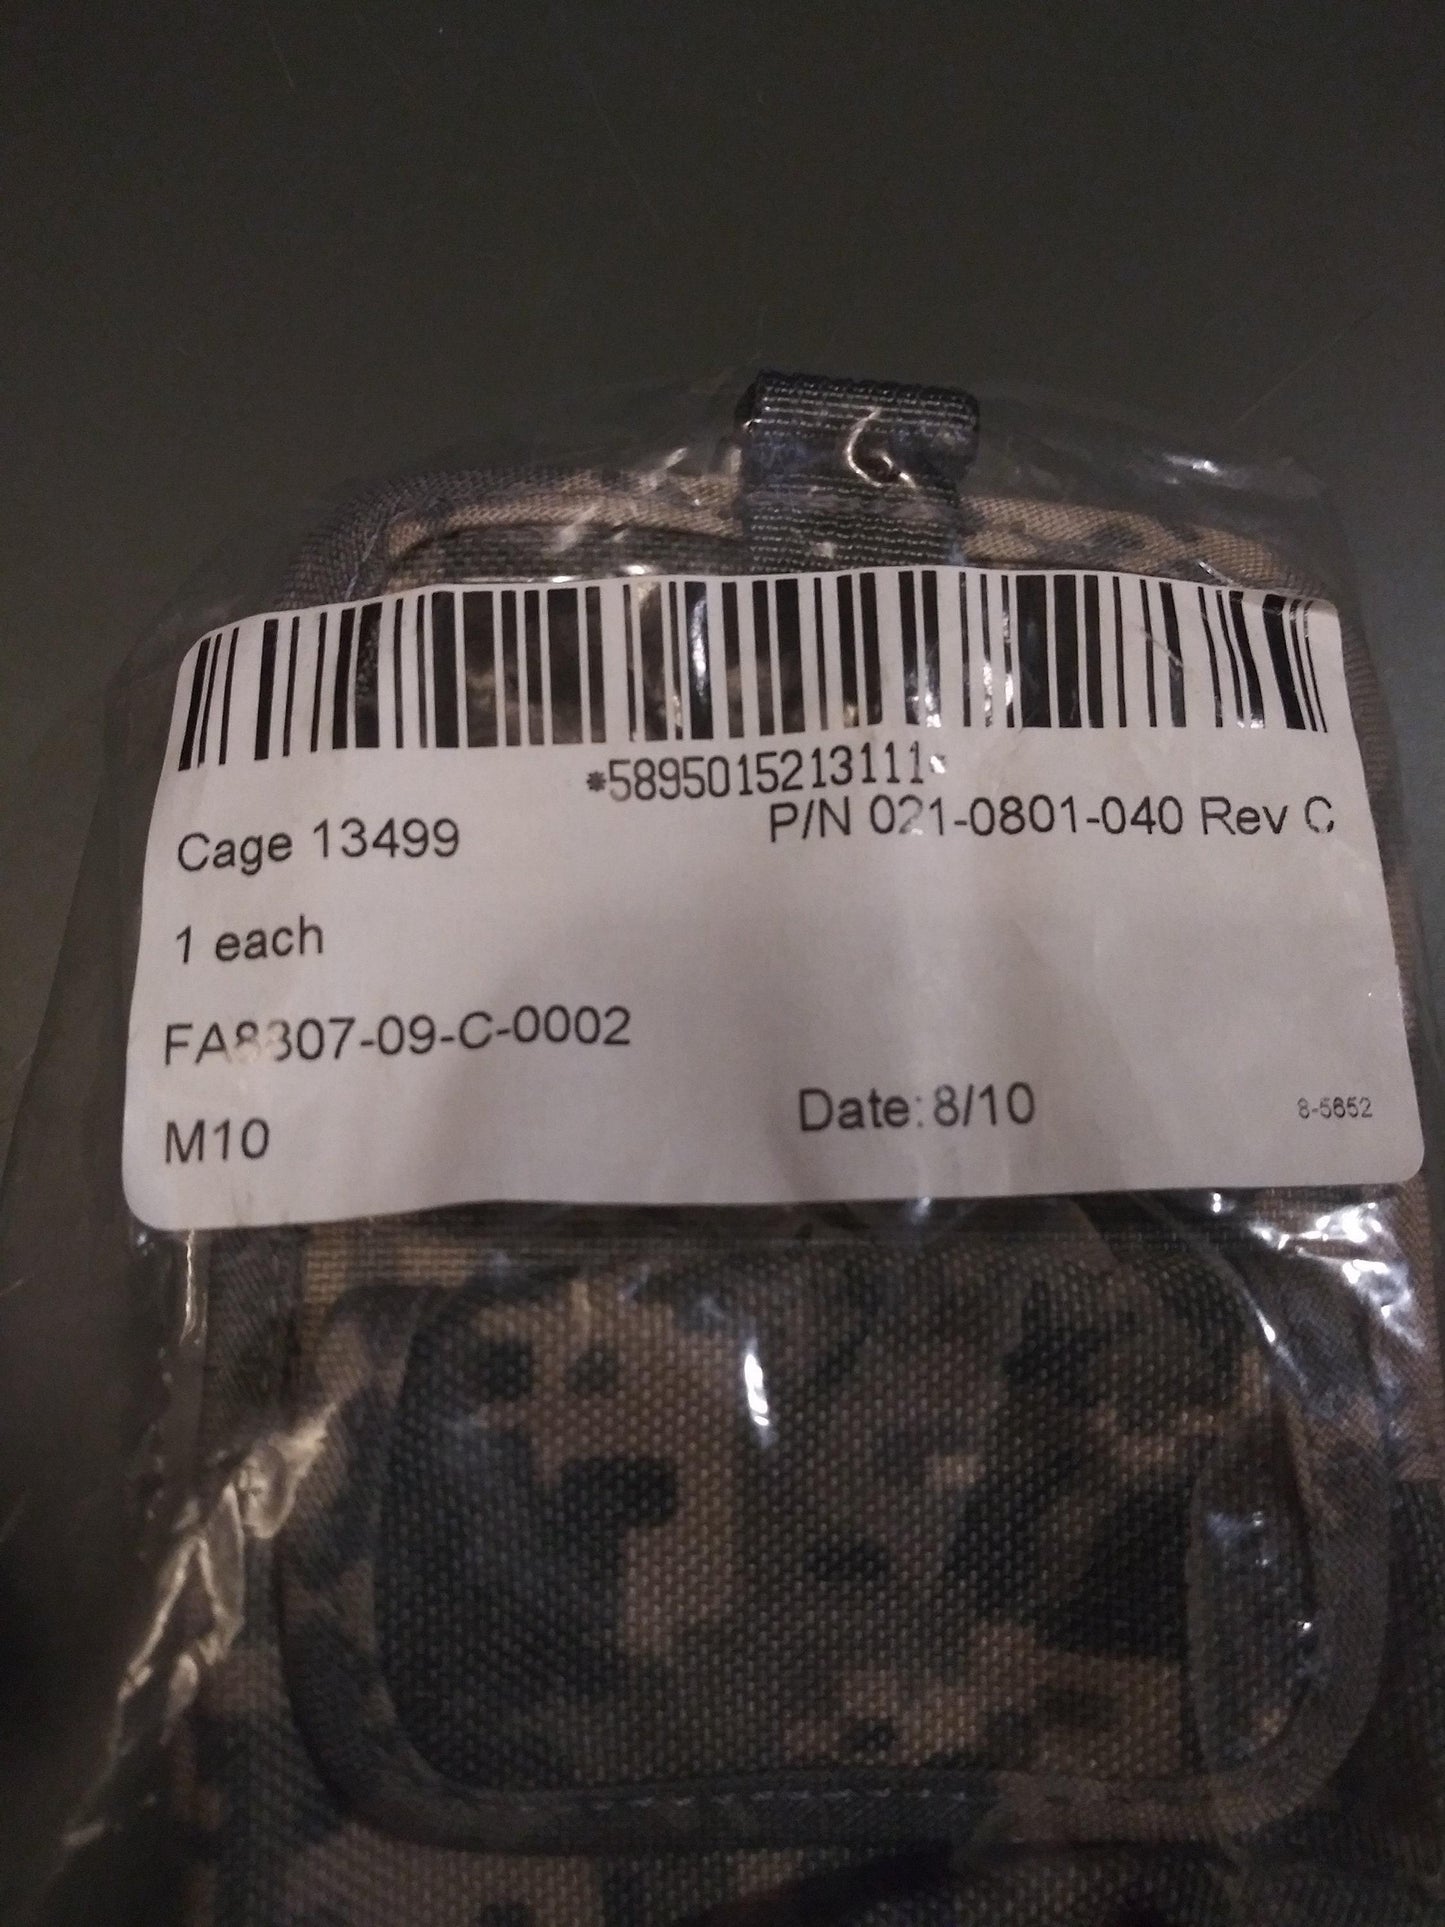 *5895015213111*
Cage 13499 P/N 021-0801-040 Rev C
1 each
FA8307-09-C-0002
M10 Date: 8/10 8-5652